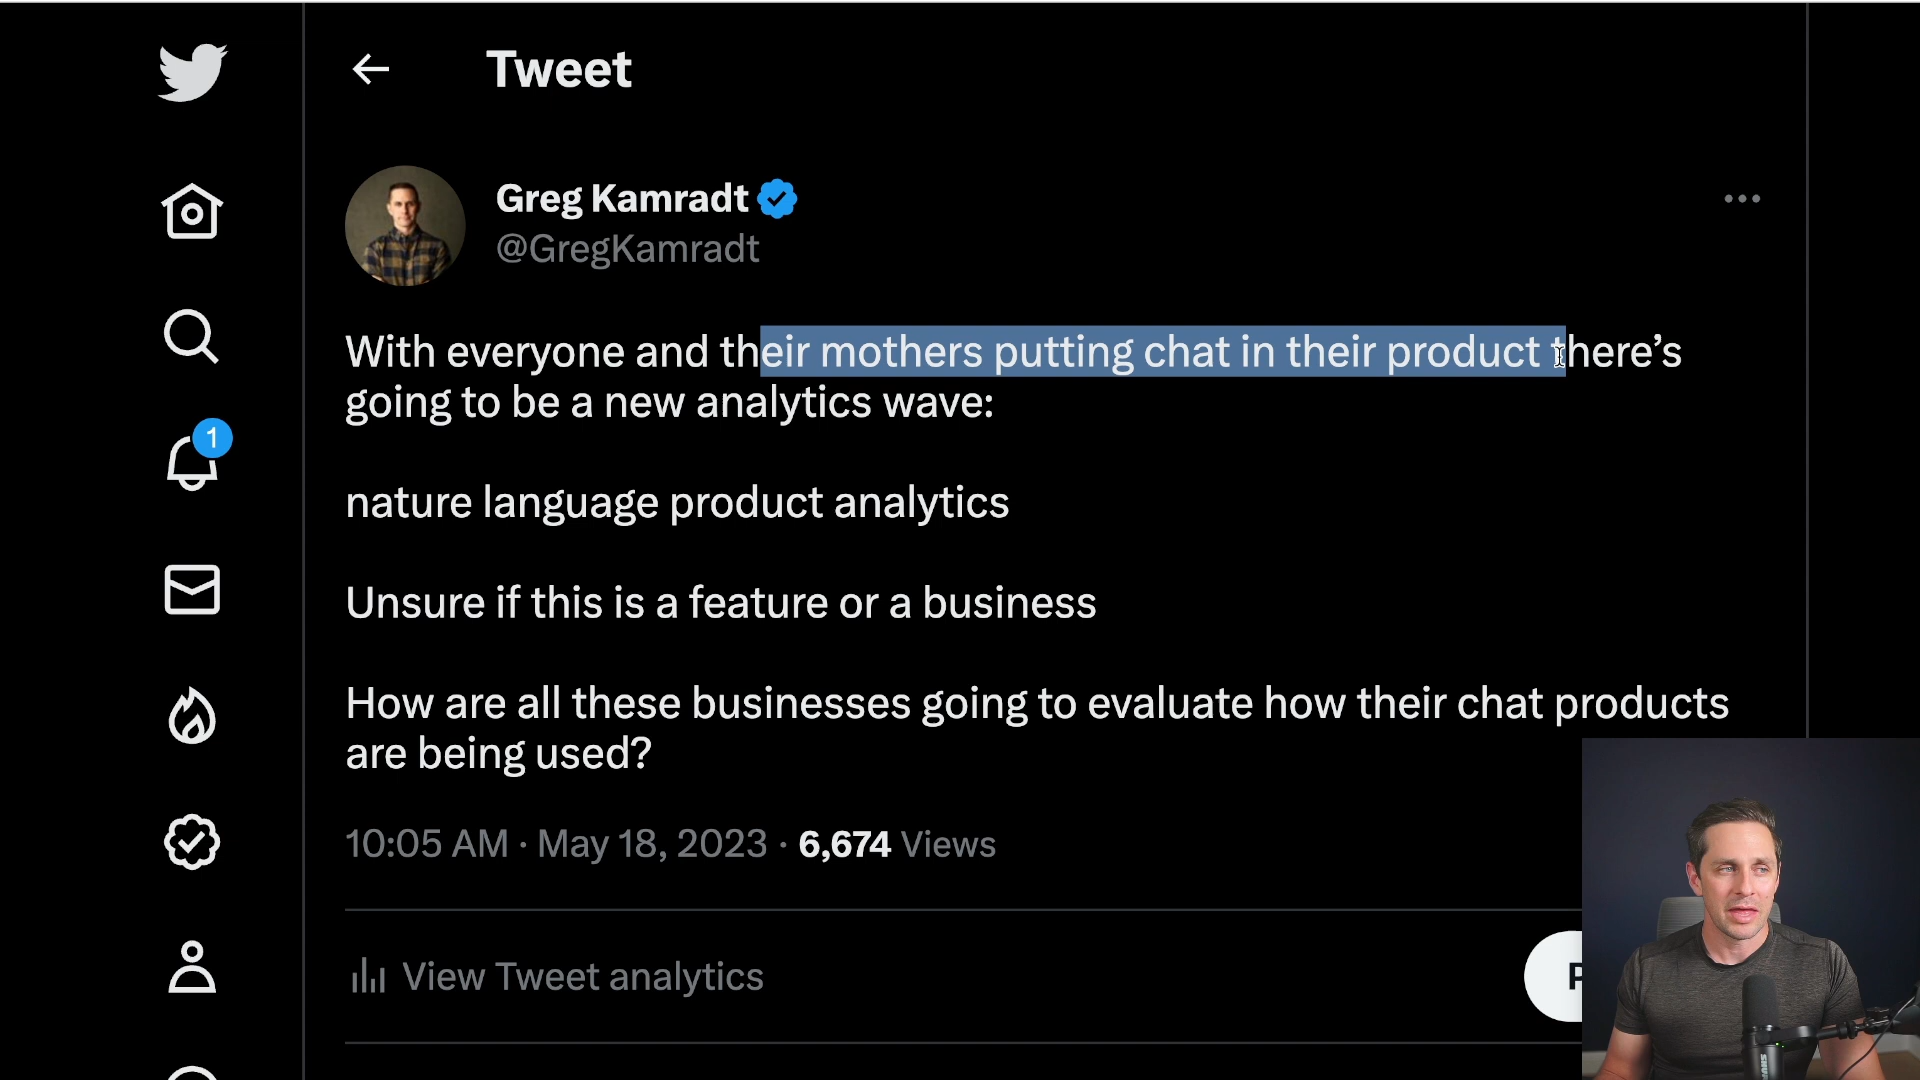 Tweet
Greg Kamradt
@GregKamradt
With everyone and their mothers putting chat in their product there’s
going to be a new analytics wave:
nature language product analytics
Unsure if this is a feature or a business
How are all these businesses going to evaluate how their chat products
are being used?
10:05 AM · May 18, 2023 · 6,674 Views
View Tweet analytics
1